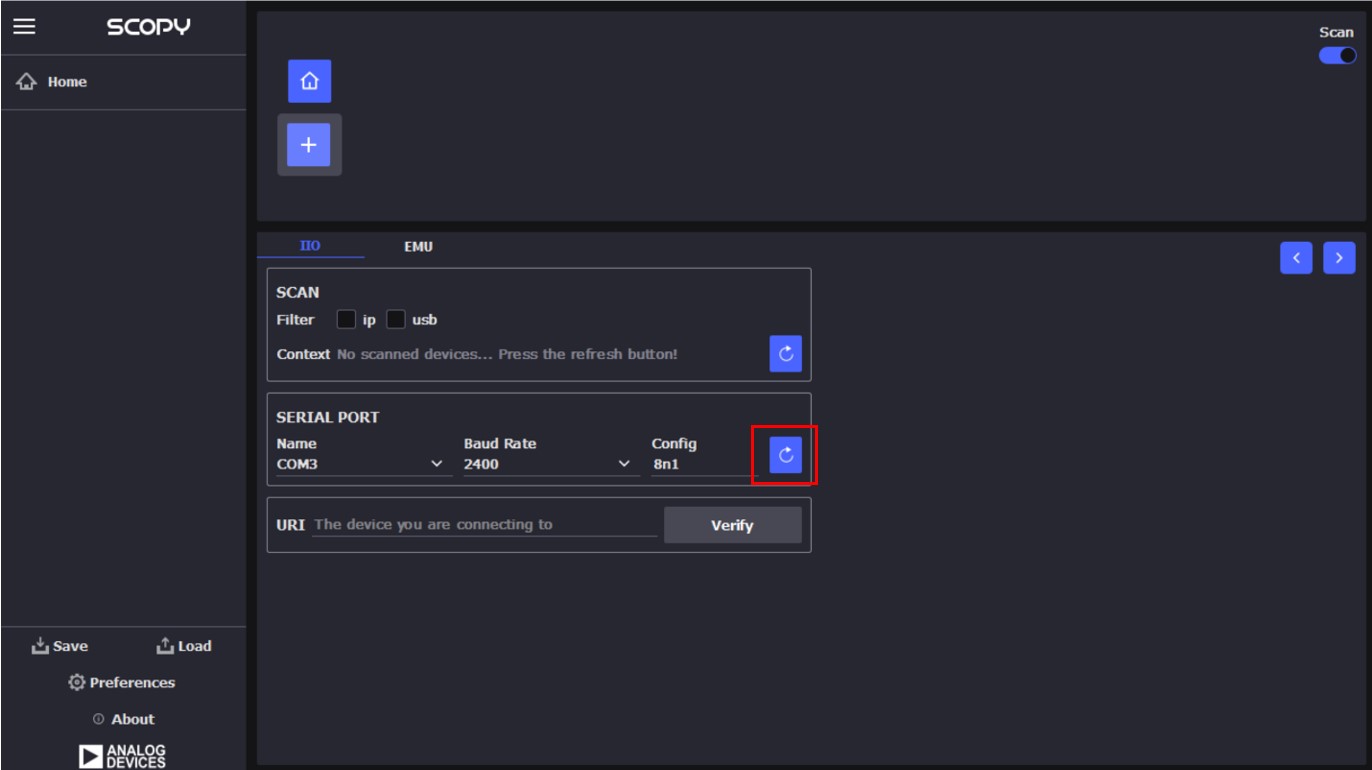 SCOPY
Scan
Home
IIO EMU
SCAN
Filter ip usb
Context No scanned devices... Press the refresh button!
SERIAL PORT
Name Baud Rate Config
COM3 2400 8n1
URI The device you are connecting to Verify
Save Load
Preferences
About
ANALOG
DEVICES